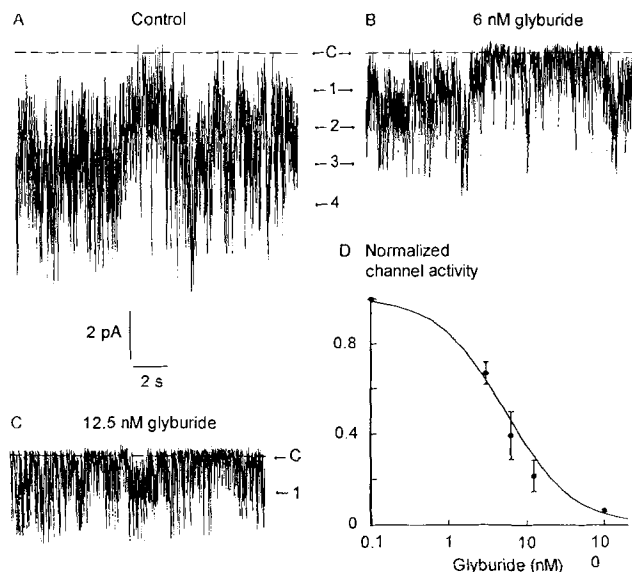 A Control
B 6 nM glyburide
←C→
←1→
←2→
←3→
←4
2 pA
2 s
C 12.5 nM glyburide
←C
←1
D Normalized
channel activity
0.8
0.4
0
0.1 1 10 10
0
Glyburide (nM)